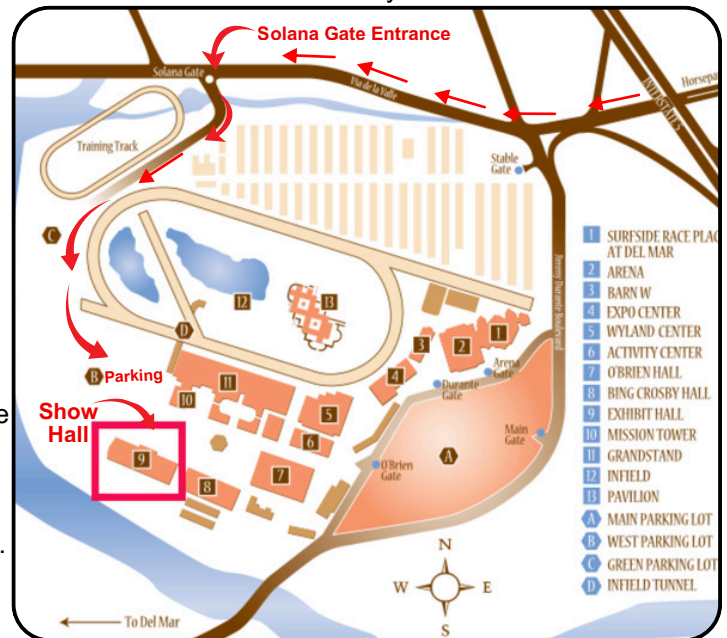 Solana Gate Entrance
Solana Gate
Via de la Valle
INTERSTATE 5
Training Track
Stable
Gate
C
Jimmy Durante Boulevard
12
13
D
B
Parking
Show
Hall
11
10
9
8
7
6
5
4
3
2
1
Arena
Gate
Durante
Gate
Main
Gate
A
O'Brien
Gate
N
W
E
S
To Del Mar
1 SURFSIDE RACE PLAC
AT DEL MAR
2 ARENA
3 BARN W
4 EXPO CENTER
5 WYLAND CENTER
6 ACTIVITY CENTER
7 O'BRIEN HALL
8 BING CROSBY HALL
9 EXHIBIT HALL
10 MISSION TOWER
11 GRANDSTAND
12 INFIELD
13 PAVILION
A MAIN PARKING LOT
B WEST PARKING LOT
C GREEN PARKING LOT
D INFIELD TUNNEL
Horsepa
e
.